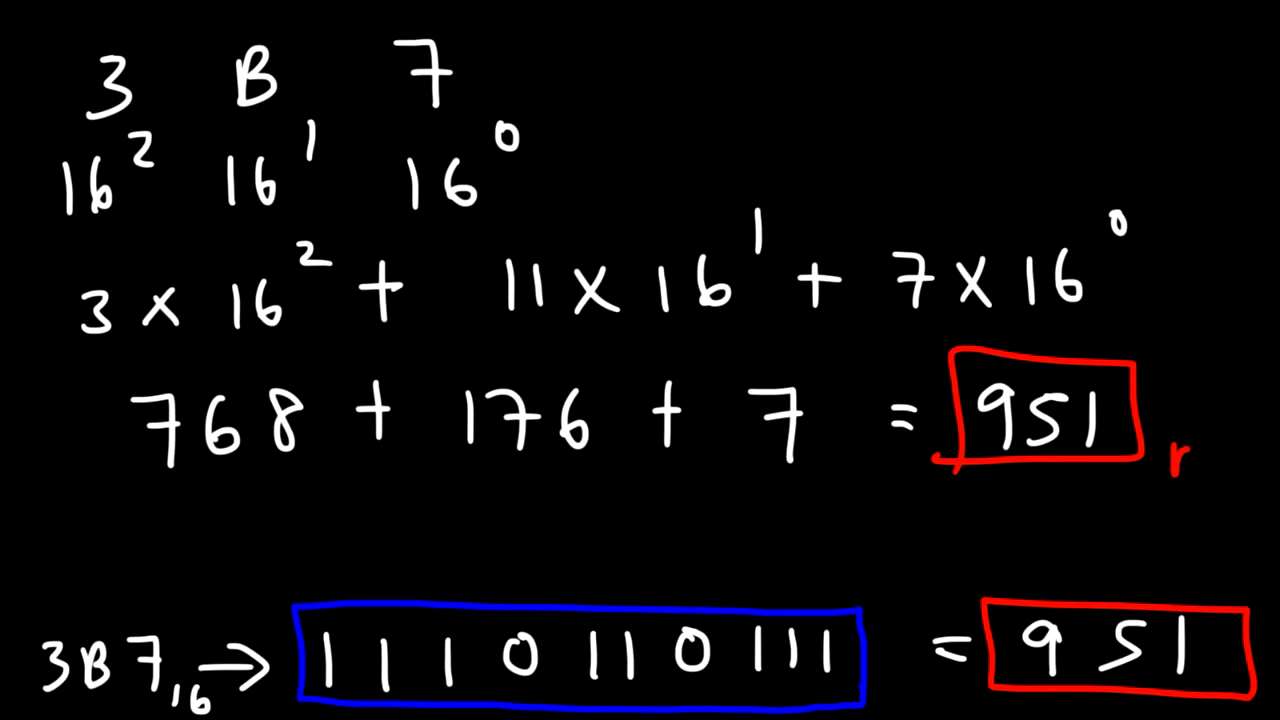 3 B 7
16² 16¹ 16⁰
3 × 16² + 11 × 16¹ + 7 × 16⁰
768 + 176 + 7 = 951 r
3B7₁₆ → 1110110111 = 951